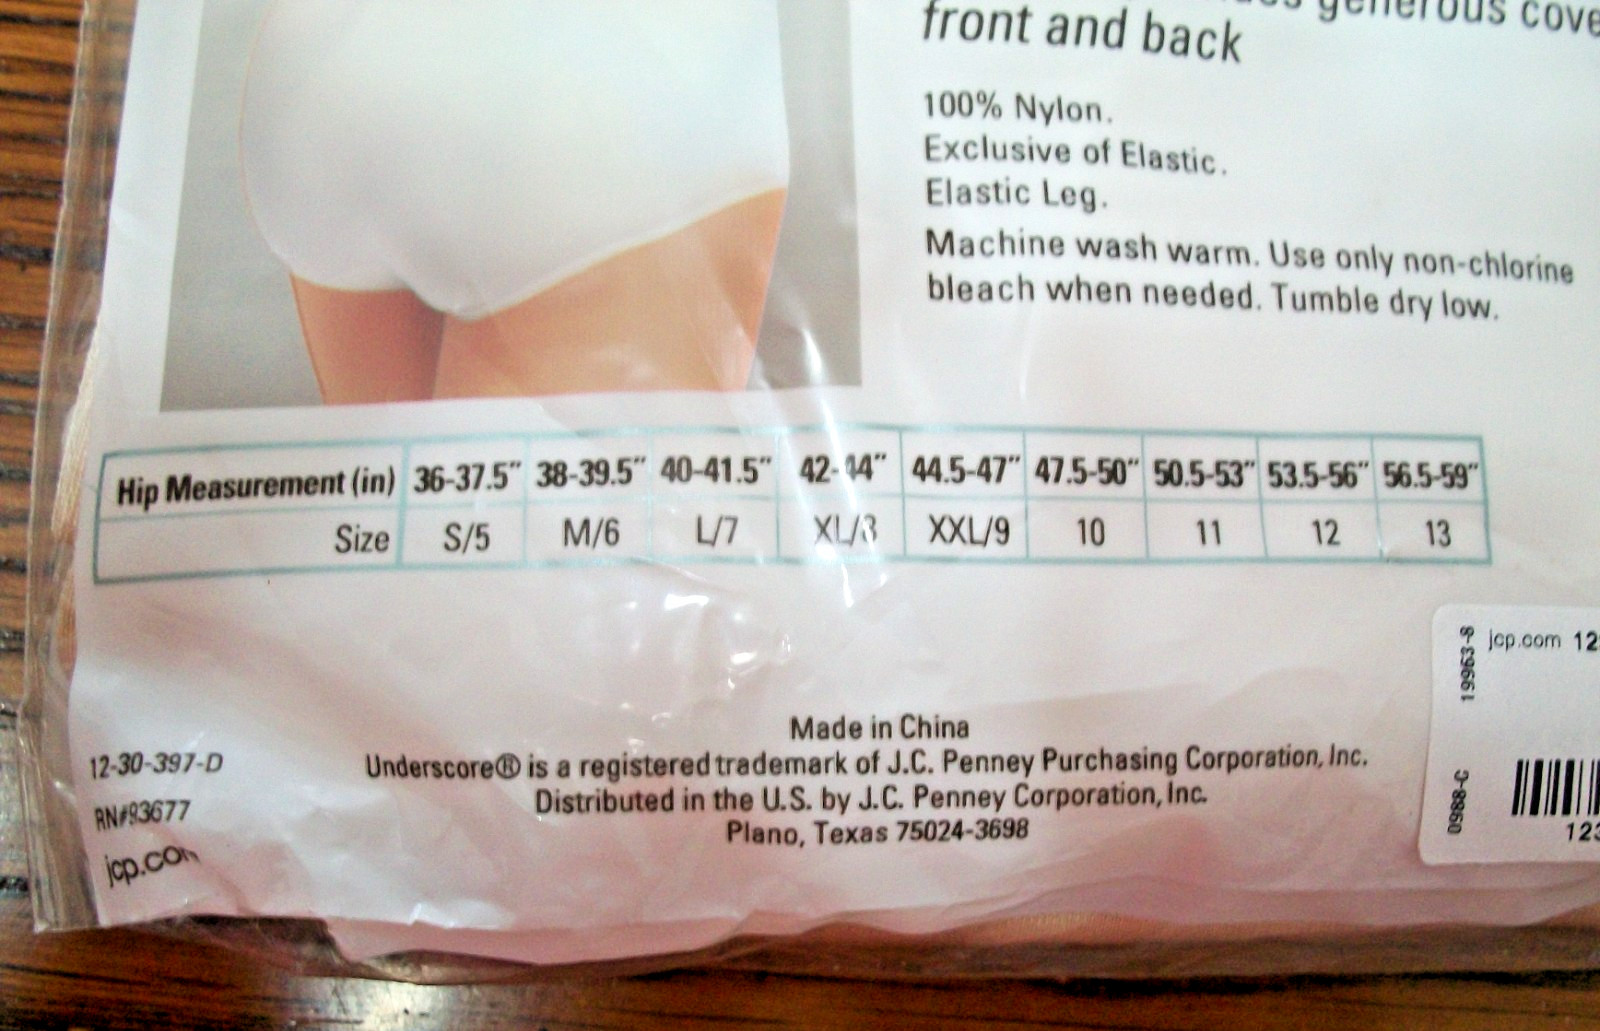 generous
front and back
100% Nylon.
Exclusive of Elastic.
Elastic Leg.
Machine wash warm. Use only non-chlorine
bleach when needed. Tumble dry low.
Hip Measurement (in) 36-37.5" 38-39.5" 40-41.5" 42-44" 44.5-47" 47.5-50" 50.5-53" 53.5-56" 56.5-59"
Size S/5 M/6 L/7 XL/8 XXL/9 10 11 12 13
Made in China
Underscore® is a registered trademark of J.C. Penney Purchasing Corporation, Inc.
Distributed in the U.S. by J.C. Penney Corporation, Inc.
Plano, Texas 75024-3698
12-30-397-D
RN#93677
jcp.com
19963-8
jcp.com 12
0988-C
123